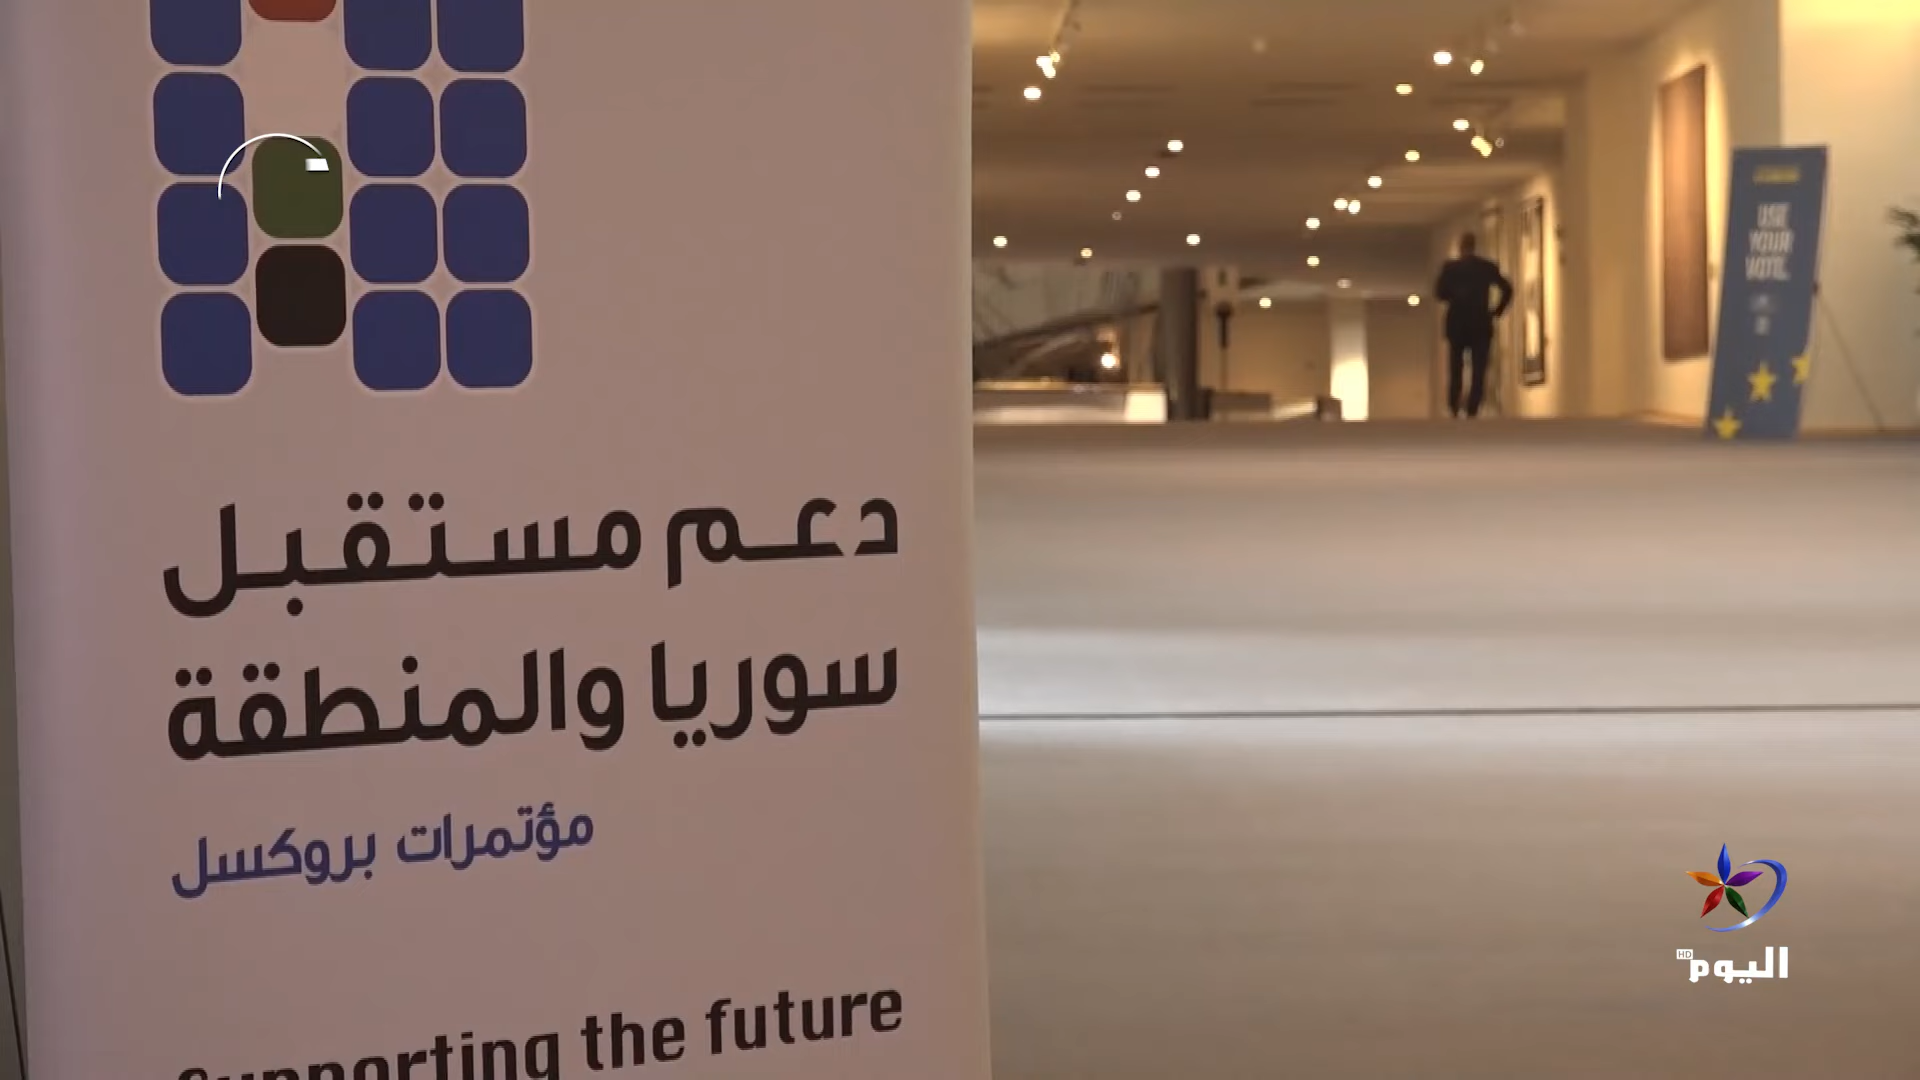 دعم مستقبل
سوريا والمنطقة
مؤتمرات بروكسل
Supporting the future
USE
YOUR
VOTE.
اليوم
HD